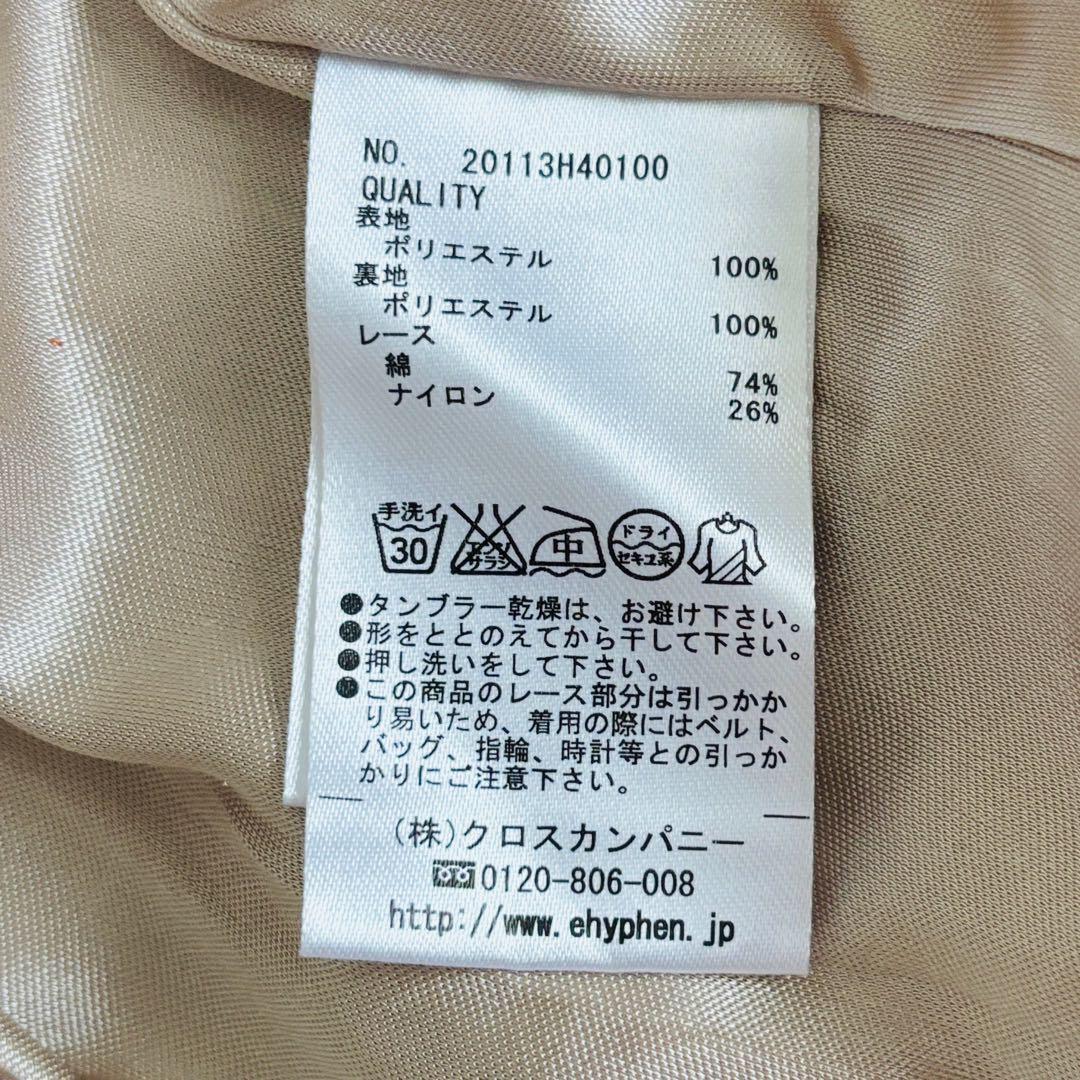 NO. 20113H40100
QUALITY
表地
ポリエステル 100%
裏地
ポリエステル 100%
レース
綿 74%
ナイロン 26%
手洗イ
30
エンソ
サラシ
中
ドライ
セキユ系
●タンブラー乾燥は、お避け下さい。
●形をととのえてから干して下さい。
●押し洗いをして下さい。
●この商品のレース部分は引っかか
り易いため、着用の際にはベルト、
バッグ、指輪、時計等との引っか
かりにご注意下さい。
(株)クロスカンパニー
0120-806-008
http://www.ehyphen.jp